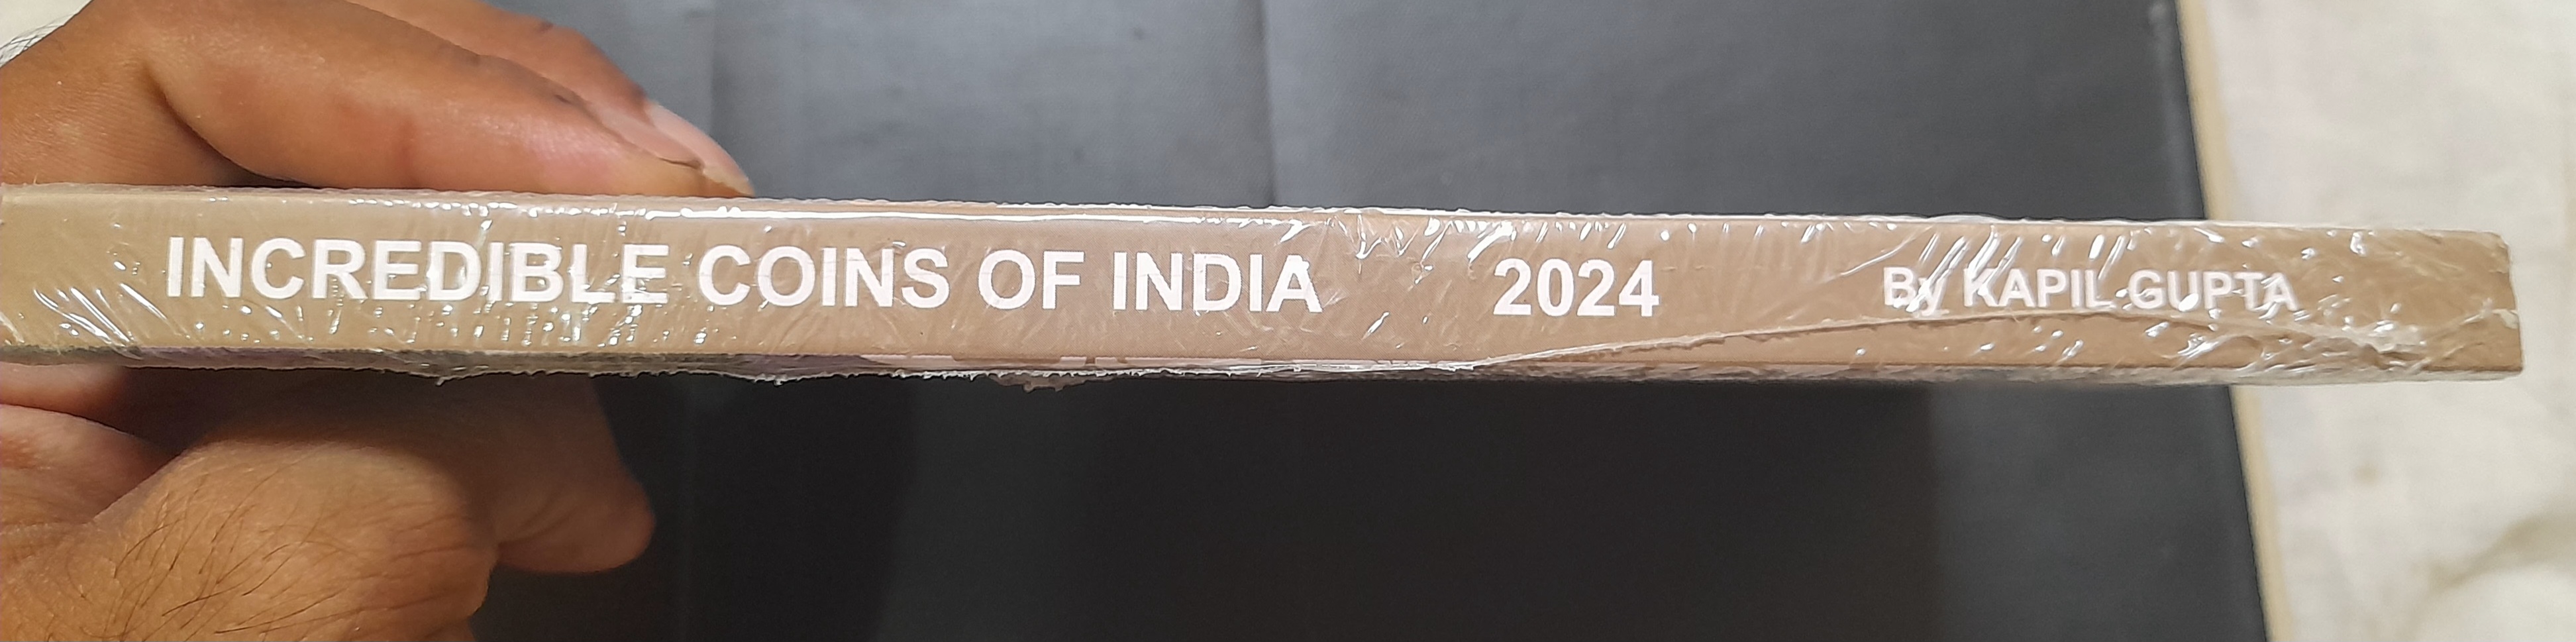 INCREDIBLE COINS OF INDIA 2024 By KAPIL GUPTA